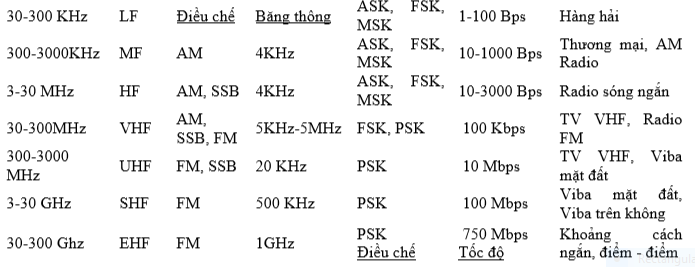 30-300 KHz LF Điều chế Băng thông ASK, FSK, MSK 1-100 Bps Hàng hải
300-3000KHz MF AM 4KHz ASK, FSK, MSK 10-1000 Bps Thương mại, AM Radio
3-30 MHz HF AM, SSB 4KHz ASK, FSK, MSK 10-3000 Bps Radio sóng ngắn
30-300MHz VHF AM, SSB, FM 5KHz-5MHz FSK, PSK 100 Kbps TV VHF, Radio FM
300-3000 MHz UHF FM, SSB 20 KHz PSK 10 Mbps TV VHF, Viba mặt đất
3-30 GHz SHF FM 500 KHz PSK 100 Mbps Viba mặt đất, Viba trên không
30-300 Ghz EHF FM 1GHz PSK 750 Mbps Khoảng cách ngắn, điểm - điểm
Điều chế Tốc độ